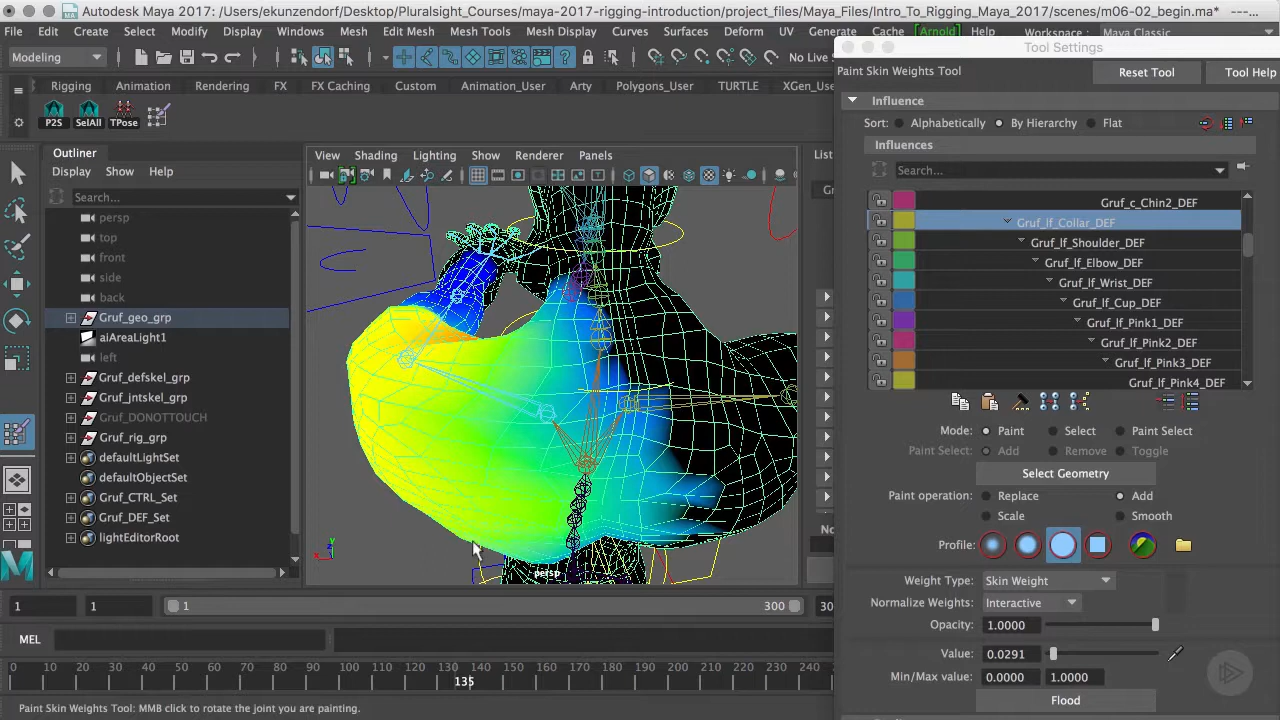 Autodesk Maya 2017: /Users/ekunzendorf/Desktop/Pluralsight_Courses/maya-2017-rigging-introduction/project_files/Maya_Files/Intro_To_Rigging_Maya_2017/scenes/m06-02_begin.ma* ---...
File Edit Create Select Modify Display Windows Mesh Edit Mesh Mesh Tools Mesh Display Curves Surfaces Deform UV Generate Cache [Arnold] Help Workspace : Maya Classic
Tool Settings
Modeling
No Live
Paint Skin Weights Tool
Reset Tool
Tool Help
Rigging Animation Rendering FX FX Caching Custom Animation_User Arty Polygons_User TURTLE XGen_Use
Influence
P2S SelAll TPose
Sort: Alphabetically By Hierarchy Flat
Influences
Outliner
View Shading Lighting Show Renderer Panels
List
Display Show Help
Search...
Search...
persp
top
front
side
back
Gruf_geo_grp
aiAreaLight1
left
Gruf_defskel_grp
Gruf_jntskel_grp
Gruf_DONOTTOUCH
Gruf_rig_grp
defaultLightSet
defaultObjectSet
Gruf_CTRL_Set
Gruf_DEF_Set
lightEditorRoot
Gruf_c_Chin2_DEF
Gruf_lf_Collar_DEF
Gruf_lf_Shoulder_DEF
Gruf_lf_Elbow_DEF
Gruf_lf_Wrist_DEF
Gruf_lf_Cup_DEF
Gruf_lf_Pink1_DEF
Gruf_lf_Pink2_DEF
Gruf_lf_Pink3_DEF
Gruf_lf_Pink4_DEF
Mode: Paint Select Paint Select
Paint Select: Add Remove Toggle
Select Geometry
Paint operation: Replace Add
Scale Smooth
Profile:
Weight Type: Skin Weight
Normalize Weights: Interactive
Opacity: 1.0000
Value: 0.0291
Min/Max value: 0.0000 1.0000
Flood
persp
1 1 1 300 30
MEL
0 10 20 30 40 50 60 70 80 90 100 110 120 135 140 150 160 170 180 190 200 210 220 230 2
Paint Skin Weights Tool: MMB click to rotate the joint you are painting.